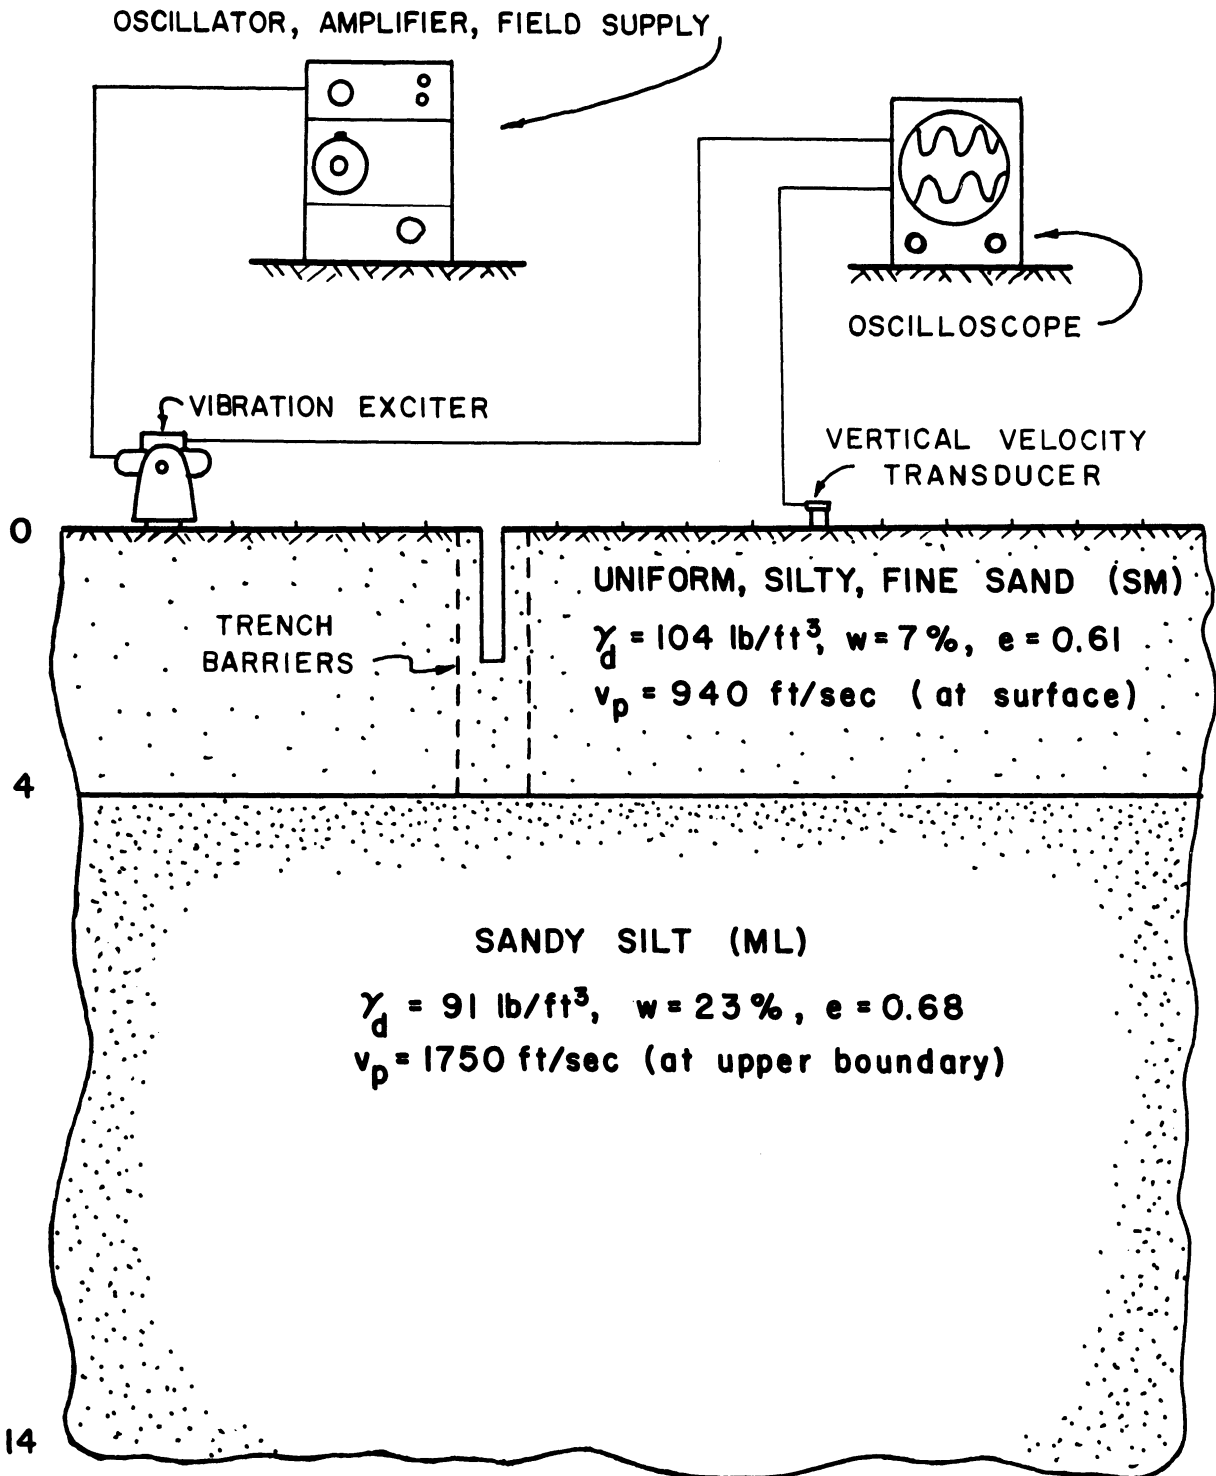 OSCILLATOR, AMPLIFIER, FIELD SUPPLY
OSCILLOSCOPE
VIBRATION EXCITER
VERTICAL VELOCITY
TRANSDUCER
0
UNIFORM, SILTY, FINE SAND (SM)
γd = 104 lb/ft³, w = 7%, e = 0.61
vp = 940 ft/sec (at surface)
TRENCH
BARRIERS
4
SANDY SILT (ML)
γd = 91 lb/ft³, w = 23%, e = 0.68
vp = 1750 ft/sec (at upper boundary)
14